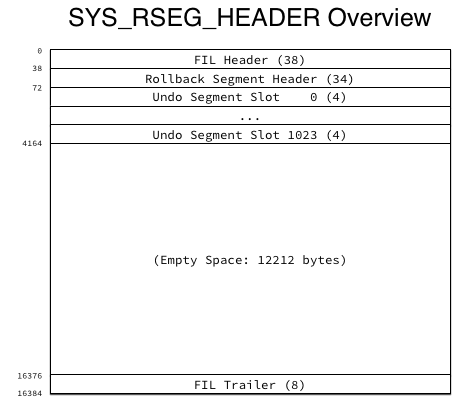 SYS_RSEG_HEADER Overview
0
FIL Header (38)
38
Rollback Segment Header (34)
72
Undo Segment Slot    0 (4)
...
Undo Segment Slot 1023 (4)
4164
(Empty Space: 12212 bytes)
16376
FIL Trailer (8)
16384